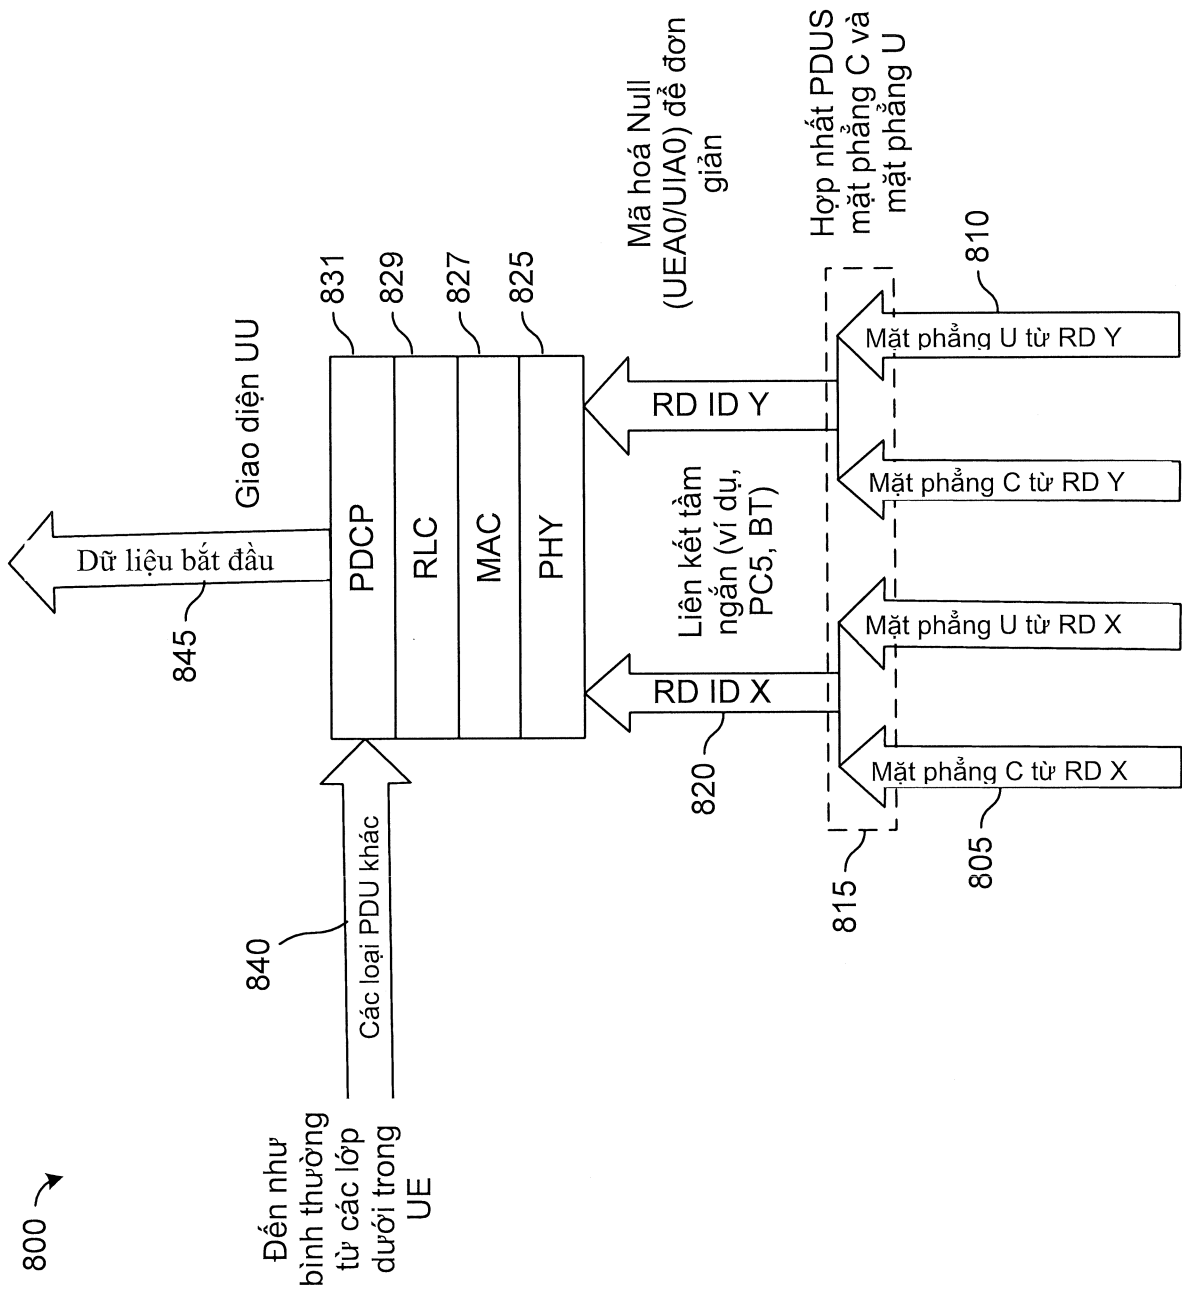 800
Dữ liệu bắt đầu
845
Giao diện UU
Đến như
bình thường
từ các lớp
dưới trong
UE
840
Các loại PDU khác
PDCP
RLC
MAC
PHY
831
829
827
825
RD ID X
820
Liên kết tầm
ngắn (ví dụ,
PC5, BT)
RD ID Y
Mã hoá Null
(UEA0/UIA0) để đơn
giản
815
Hợp nhất PDUS
mặt phẳng C và
mặt phẳng U
Mặt phẳng C từ RD X
805
Mặt phẳng U từ RD X
Mặt phẳng C từ RD Y
Mặt phẳng U từ RD Y
810